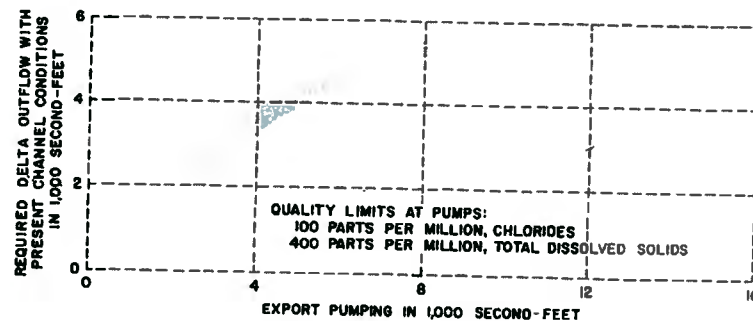 REQUIRED DELTA OUTFLOW WITH
PRESENT CHANNEL CONDITIONS
IN 1,000 SECOND-FEET
6
4
2
0
QUALITY LIMITS AT PUMPS:
100 PARTS PER MILLION, CHLORIDES
400 PARTS PER MILLION, TOTAL DISSOLVED SOLIDS
0
4
8
12
EXPORT PUMPING IN 1,000 SECOND-FEET